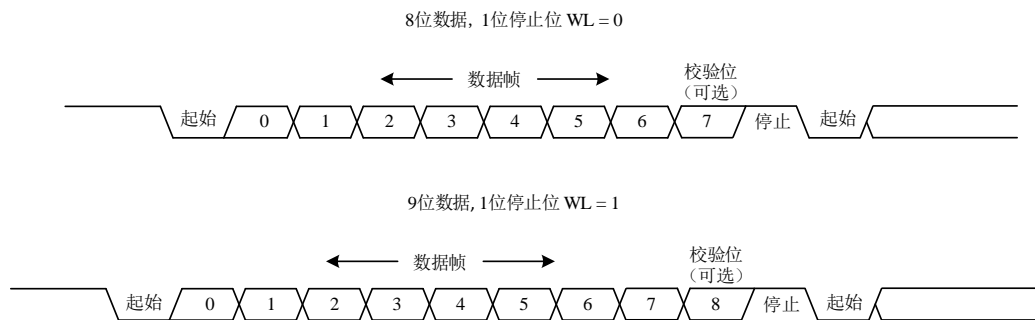 8位数据, 1位停止位 WL = 0
数据帧
校验位
（可选）
起始 0 1 2 3 4 5 6 7 停止 起始
9位数据, 1位停止位 WL = 1
数据帧
校验位
（可选）
起始 0 1 2 3 4 5 6 7 8 停止 起始